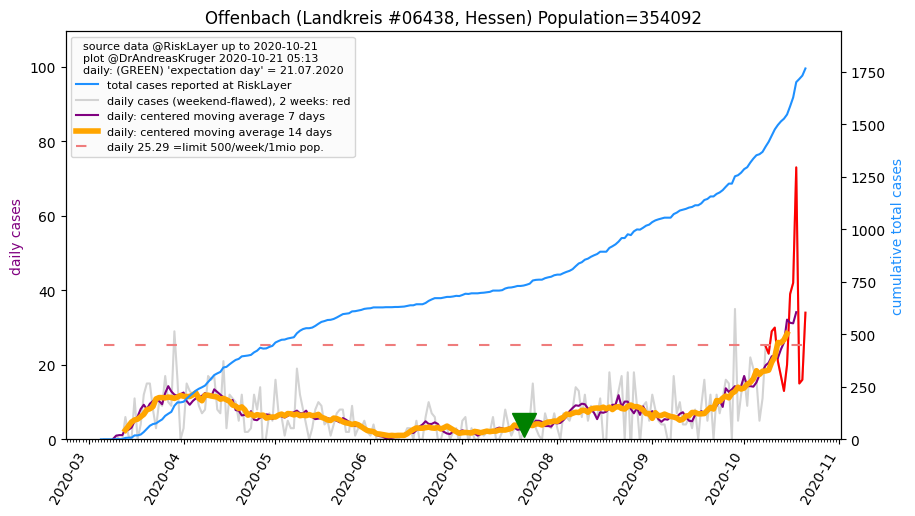 Offenbach (Landkreis #06438, Hessen) Population=354092
source data @RiskLayer up to 2020-10-21
plot @DrAndreasKruger 2020-10-21 05:13
daily: (GREEN) 'expectation day' = 21.07.2020
total cases reported at RiskLayer
daily cases (weekend-flawed), 2 weeks: red
daily: centered moving average 7 days
daily: centered moving average 14 days
daily 25.29 =limit 500/week/1mio pop.
daily cases
100
80
60
40
20
0
cumulative total cases
1750
1500
1250
1000
750
500
250
0
2020-03
2020-04
2020-05
2020-06
2020-07
2020-08
2020-09
2020-10
2020-11